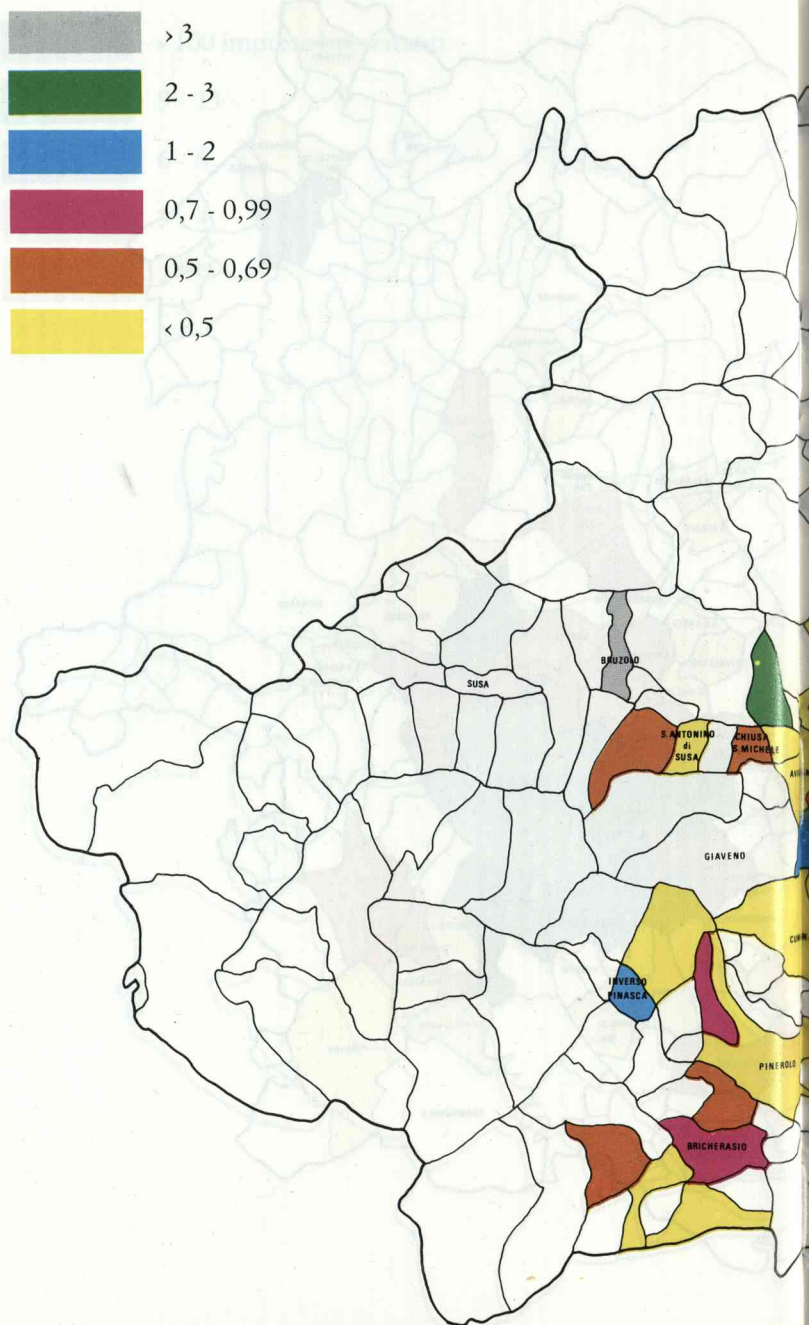 > 3
2 - 3
1 - 2
0,7 - 0,99
0,5 - 0,69
< 0,5
BRUZOLO
SUSA
S. ANTONINO
di
SUSA
CHIUSA
S. MICHELE
GIAVENO
INVERSO
PINASCA
PINEROLO
BRICHERASIO